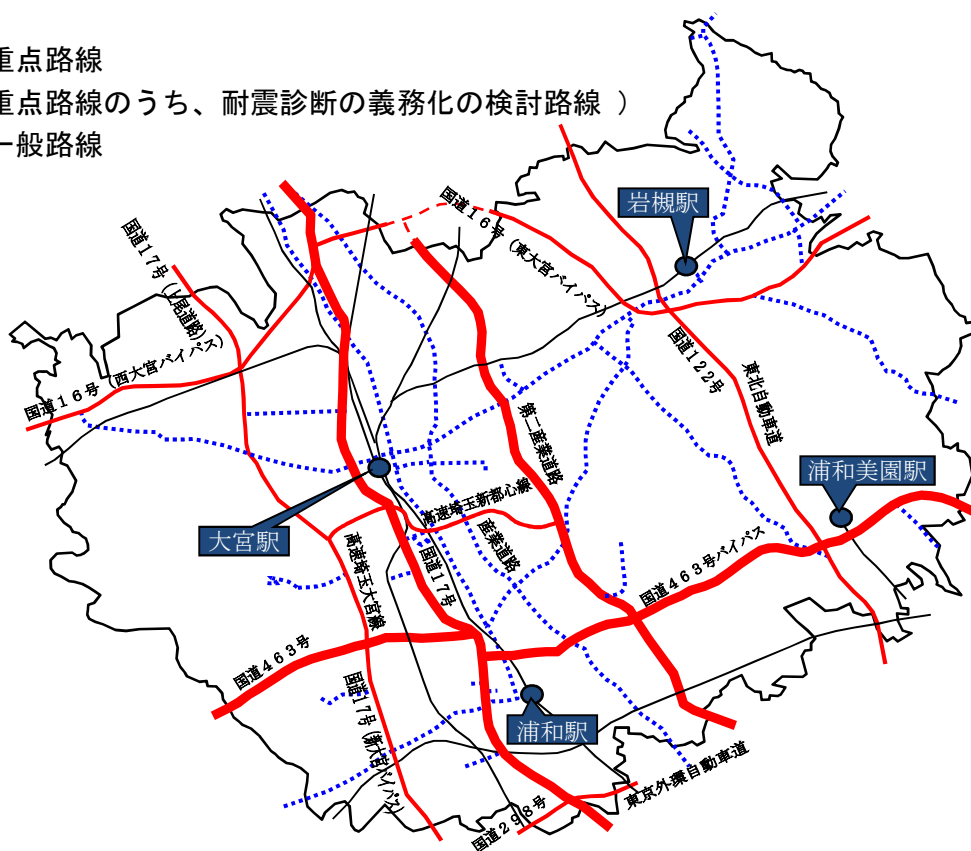 重点路線
重点路線のうち、耐震診断の義務化の検討路線 ）
一般路線
岩槻駅
国道１６号（東大宮バイパス）
国道１７号（上尾道路）
国道１６号（西大宮バイパス）
国道１２２号
東北自動車道
第二産業道路
浦和美園駅
大宮駅
高速埼玉新都心線
産業道路
国道１７号
高速埼玉大宮線
国道４６３号バイパス
国道４６３号
国道１７号（新大宮バイパス）
浦和駅
東京外環自動車道
国道２９８号